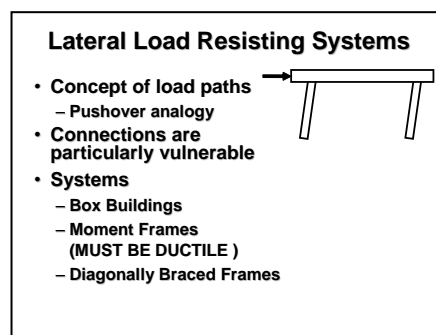 Lateral Load Resisting Systems
• Concept of load paths
– Pushover analogy
• Connections are
particularly vulnerable
• Systems
– Box Buildings
– Moment Frames
(MUST BE DUCTILE )
– Diagonally Braced Frames